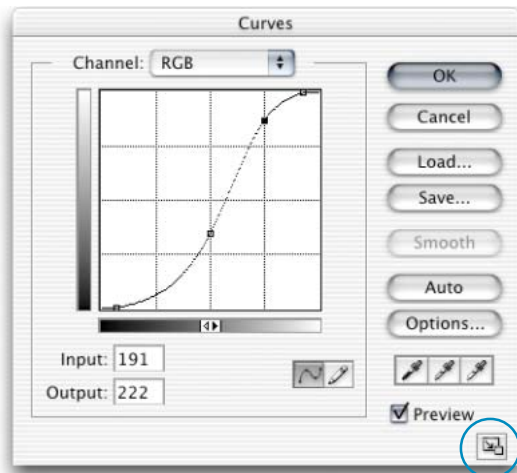 Curves
Channel: RGB
OK
Cancel
Load...
Save...
Smooth
Auto
Options...
Input: 191
Output: 222
Preview